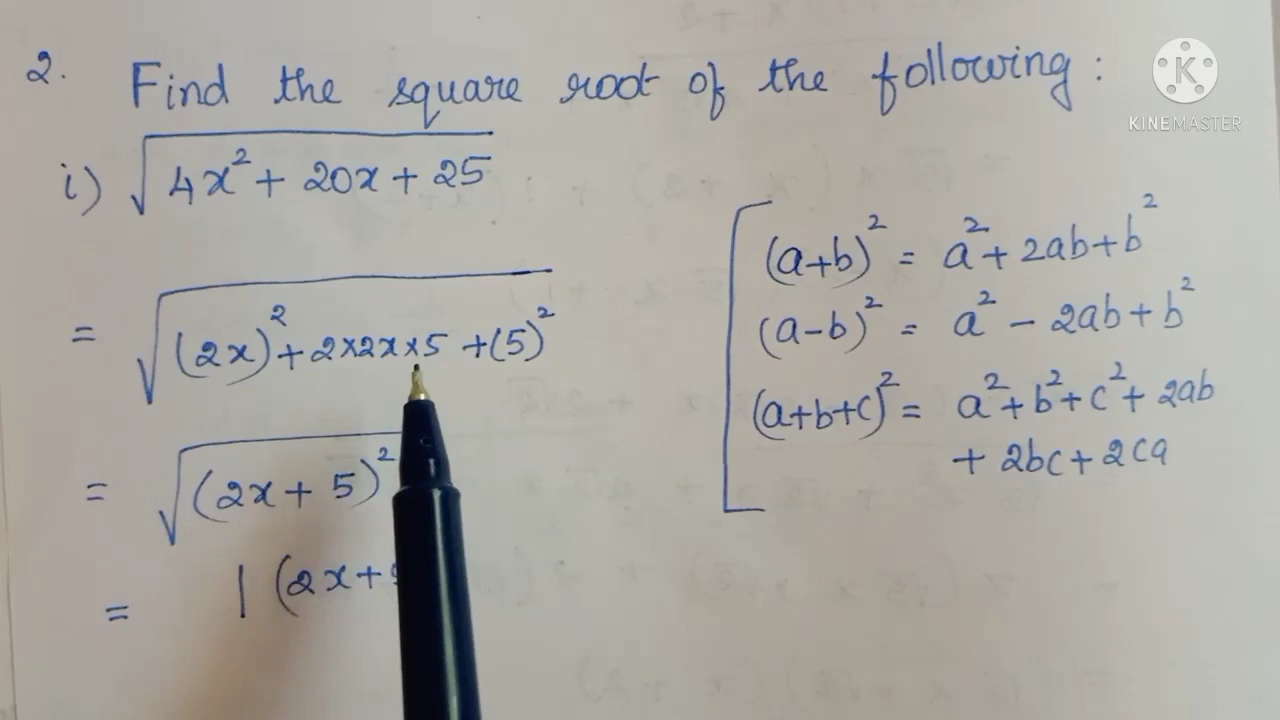 2. Find the square root of the following :
KINEMASTER
i) √(4x² + 20x + 25)
= √((2x)² + 2×2x×5 + (5)²)
= √((2x + 5)²)
= | (2x+
(a+b)² = a² + 2ab + b²
(a-b)² = a² - 2ab + b²
(a+b+c)² = a² + b² + c² + 2ab
+ 2bc + 2ca